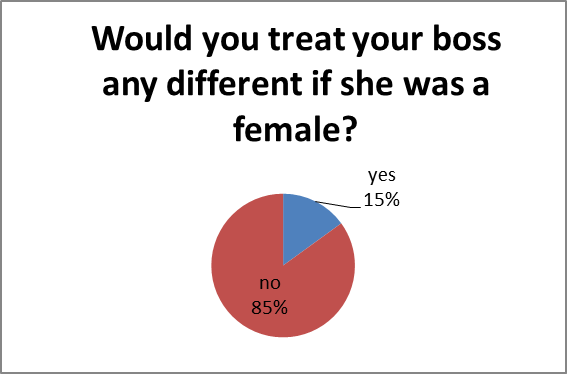 Would you treat your boss
any different if she was a
female?
yes
15%
no
85%